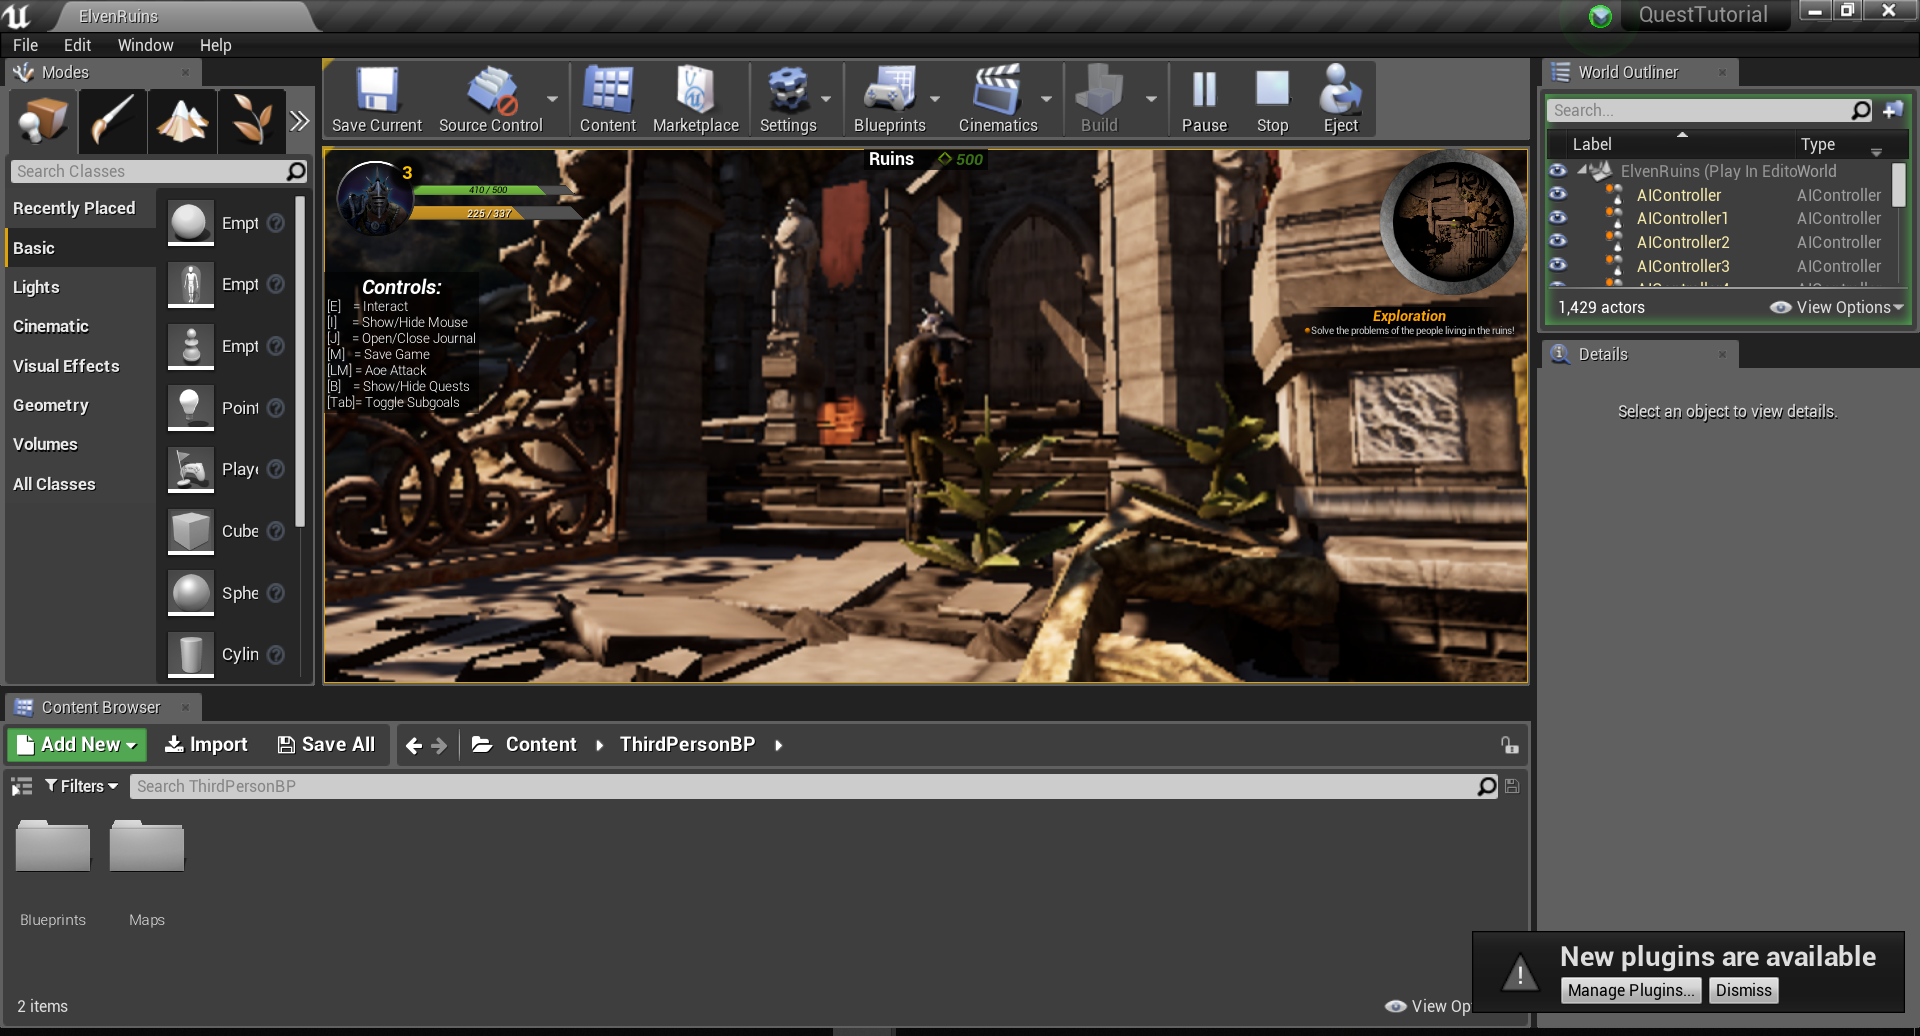 ElvenRuins
QuestTutorial
File Edit Window Help
Modes
Save Current
Source Control
Content
Marketplace
Settings
Blueprints
Cinematics
Build
Pause
Stop
Eject
Search Classes
Recently Placed
Basic
Lights
Cinematic
Visual Effects
Geometry
Volumes
All Classes
Empt
Empt
Empt
Point
Playe
Cube
Sphe
Cylin
3
410 / 500
225 / 337
Ruins 500
Controls:
[E] = Interact
[I] = Show/Hide Mouse
[J] = Open/Close Journal
[M] = Save Game
[LM] = Aoe Attack
[B] = Show/Hide Quests
[Tab]= Toggle Subgoals
Exploration
Solve the problems of the people living in the ruins!
World Outliner
Search...
Label Type
ElvenRuins (Play In EditoWorld
AIController AIController
AIController1 AIController
AIController2 AIController
AIController3 AIController
1,429 actors
View Options
Details
Select an object to view details.
Content Browser
Add New
Import
Save All
Content
ThirdPersonBP
Filters
Search ThirdPersonBP
Blueprints
Maps
2 items
View Opt
New plugins are available
Manage Plugins...
Dismiss